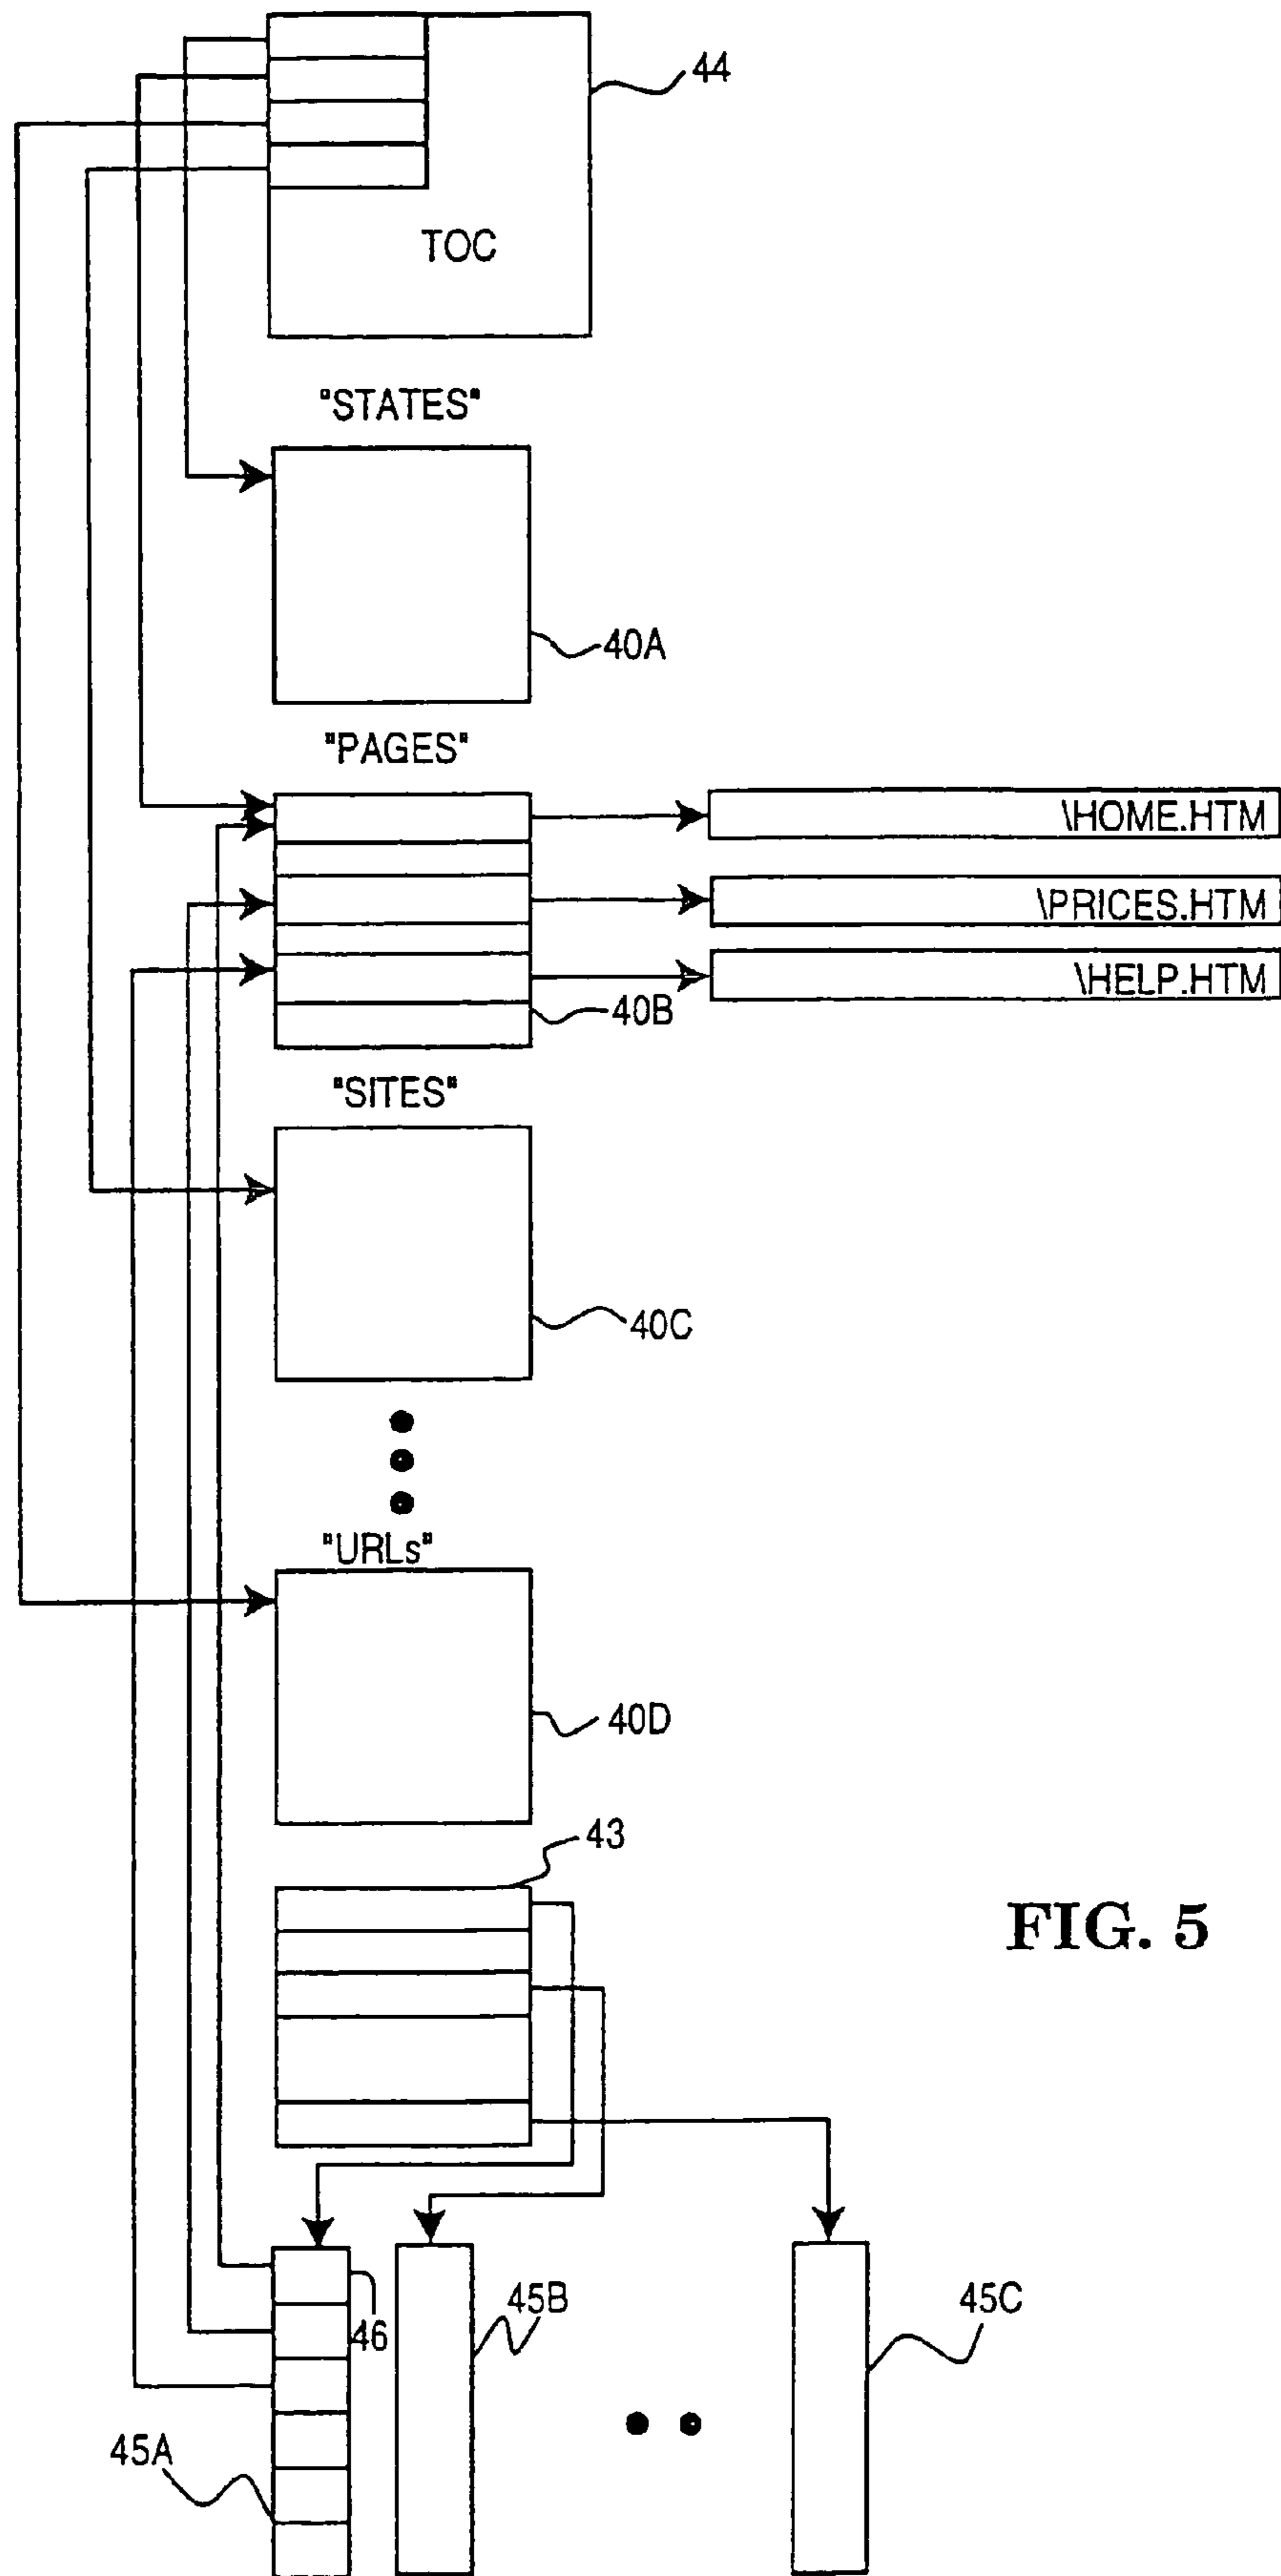 44
TOC
"STATES"
40A
"PAGES"
\HOME.HTM
\PRICES.HTM
\HELP.HTM
40B
"SITES"
40C
"URLs"
40D
43
FIG. 5
46
45B
45C
45A